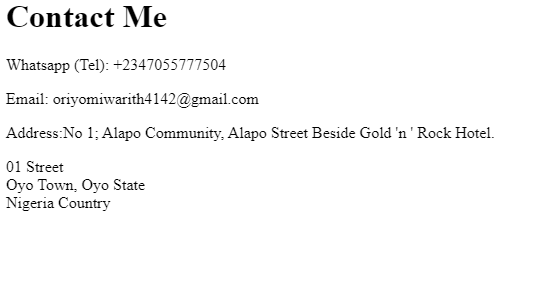 Contact Me
Whatsapp (Tel): +2347055777504
Email: oriyomiwarith4142@gmail.com
Address:No 1; Alapo Community, Alapo Street Beside Gold 'n ' Rock Hotel.
01 Street
Oyo Town, Oyo State
Nigeria Country